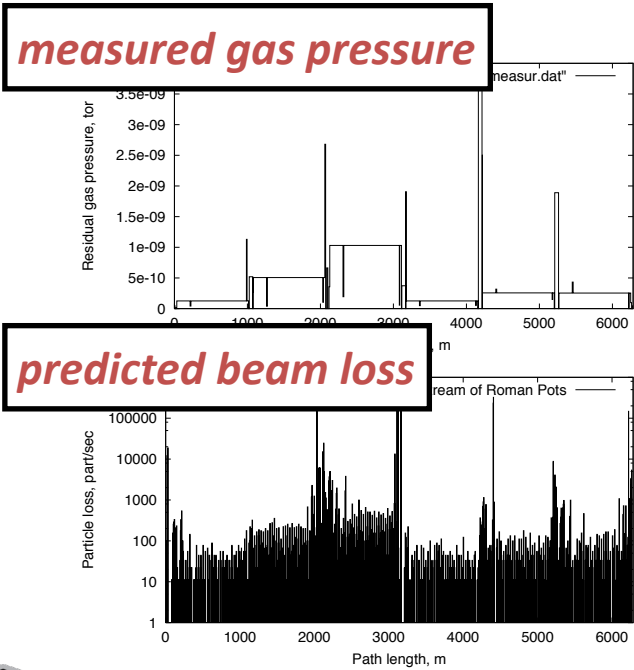 measured gas pressure
measur.dat"
Residual gas pressure, tor
3.5e-09
3e-09
2.5e-09
2e-09
1.5e-09
1e-09
5e-10
0
0 1000 2000 3000 4000 5000 6000
, m
predicted beam loss
ream of Roman Pots
Particle loss, part/sec
100000
10000
1000
100
10
1
0 1000 2000 3000 4000 5000 6000
Path length, m